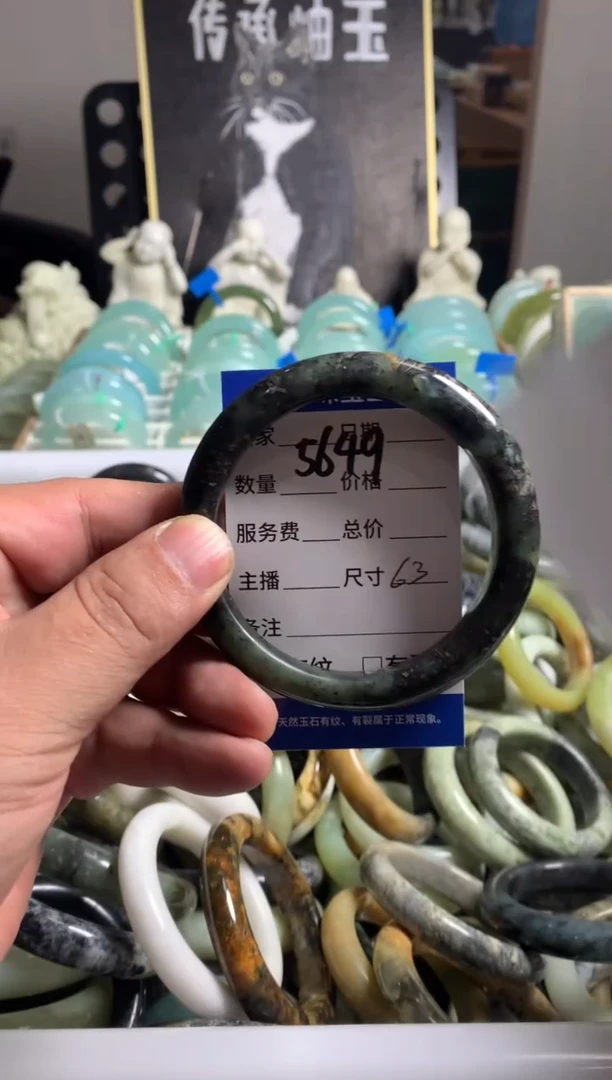 传承岫玉
家 日期
5649
数量 价格
服务费 总价
主播 尺寸 63
备注
纹 □有
天然玉石有纹、有裂属于正常现象。